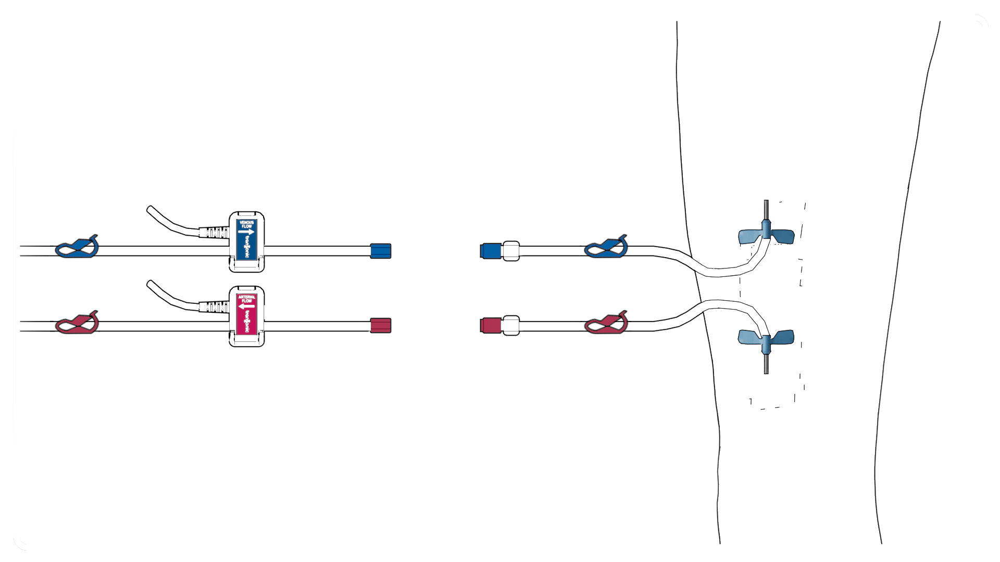 VENOUS
FLOW
transonic
ARTERIAL
FLOW
transonic